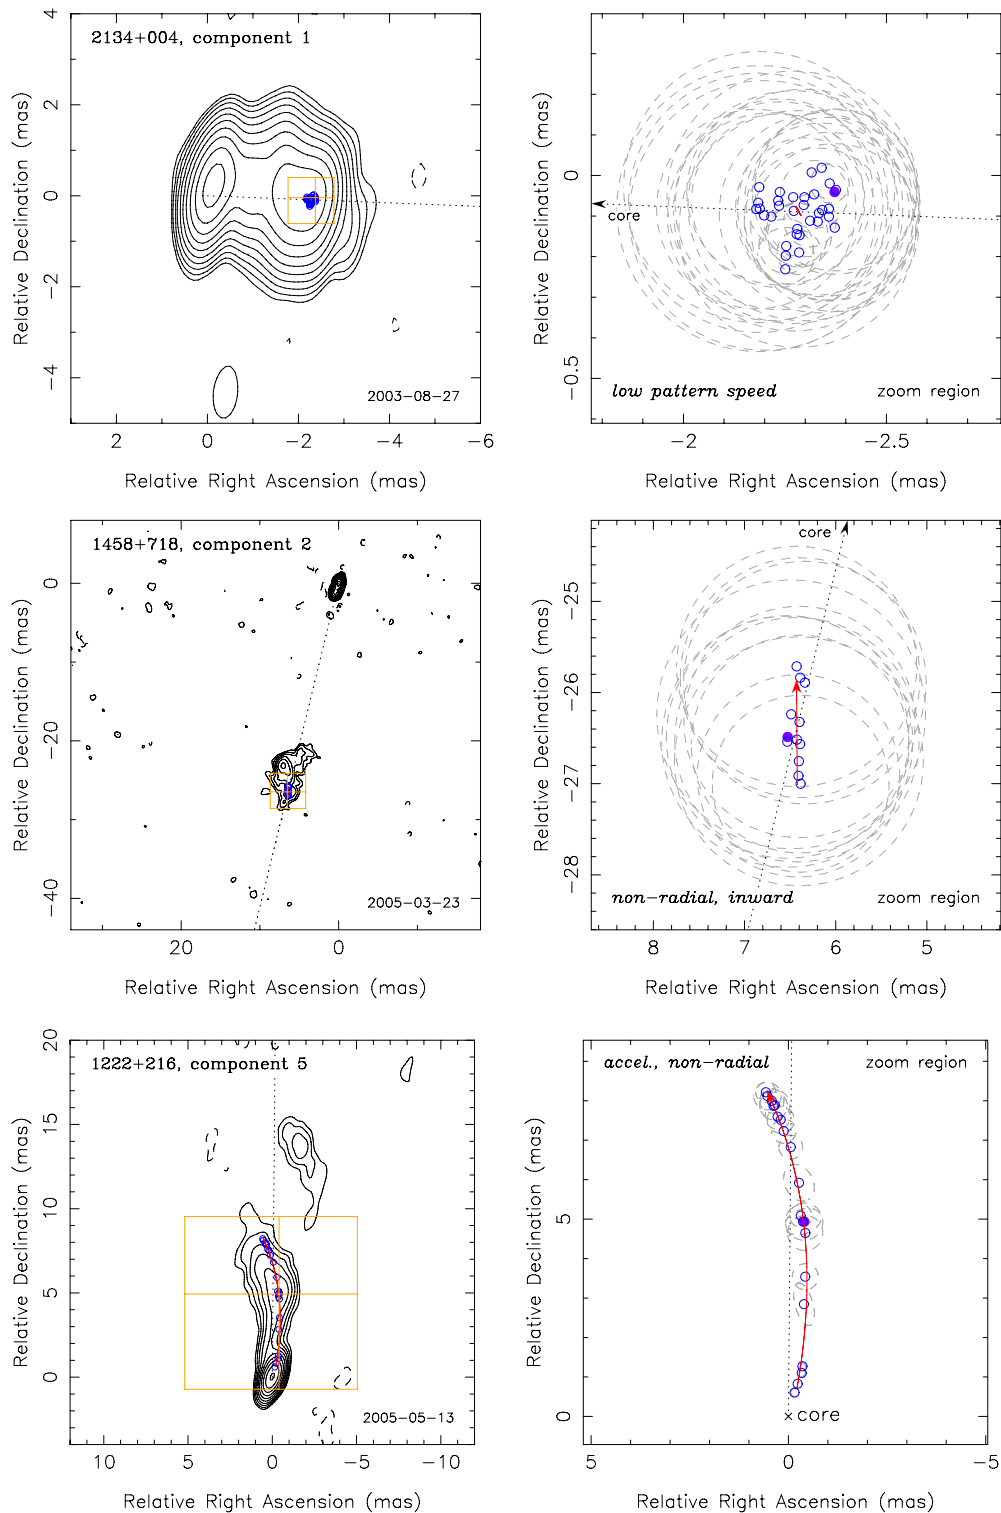 2134+004, component 1
Relative Declination (mas)
4
2
0
−2
−4
2003−08−27
2
0
−2
−4
−6
Relative Right Ascension (mas)
Relative Declination (mas)
0
−0.5
core
low pattern speed
zoom region
−2
−2.5
Relative Right Ascension (mas)
1458+718, component 2
Relative Declination (mas)
0
−20
−40
2005−03−23
20
0
Relative Right Ascension (mas)
core
Relative Declination (mas)
−25
−26
−27
−28
non−radial, inward
zoom region
8
7
6
5
Relative Right Ascension (mas)
1222+216, component 5
Relative Declination (mas)
20
15
10
5
0
2005−05−13
10
5
0
−5
−10
Relative Right Ascension (mas)
accel., non−radial
zoom region
Relative Declination (mas)
5
0
core
5
0
−5
Relative Right Ascension (mas)